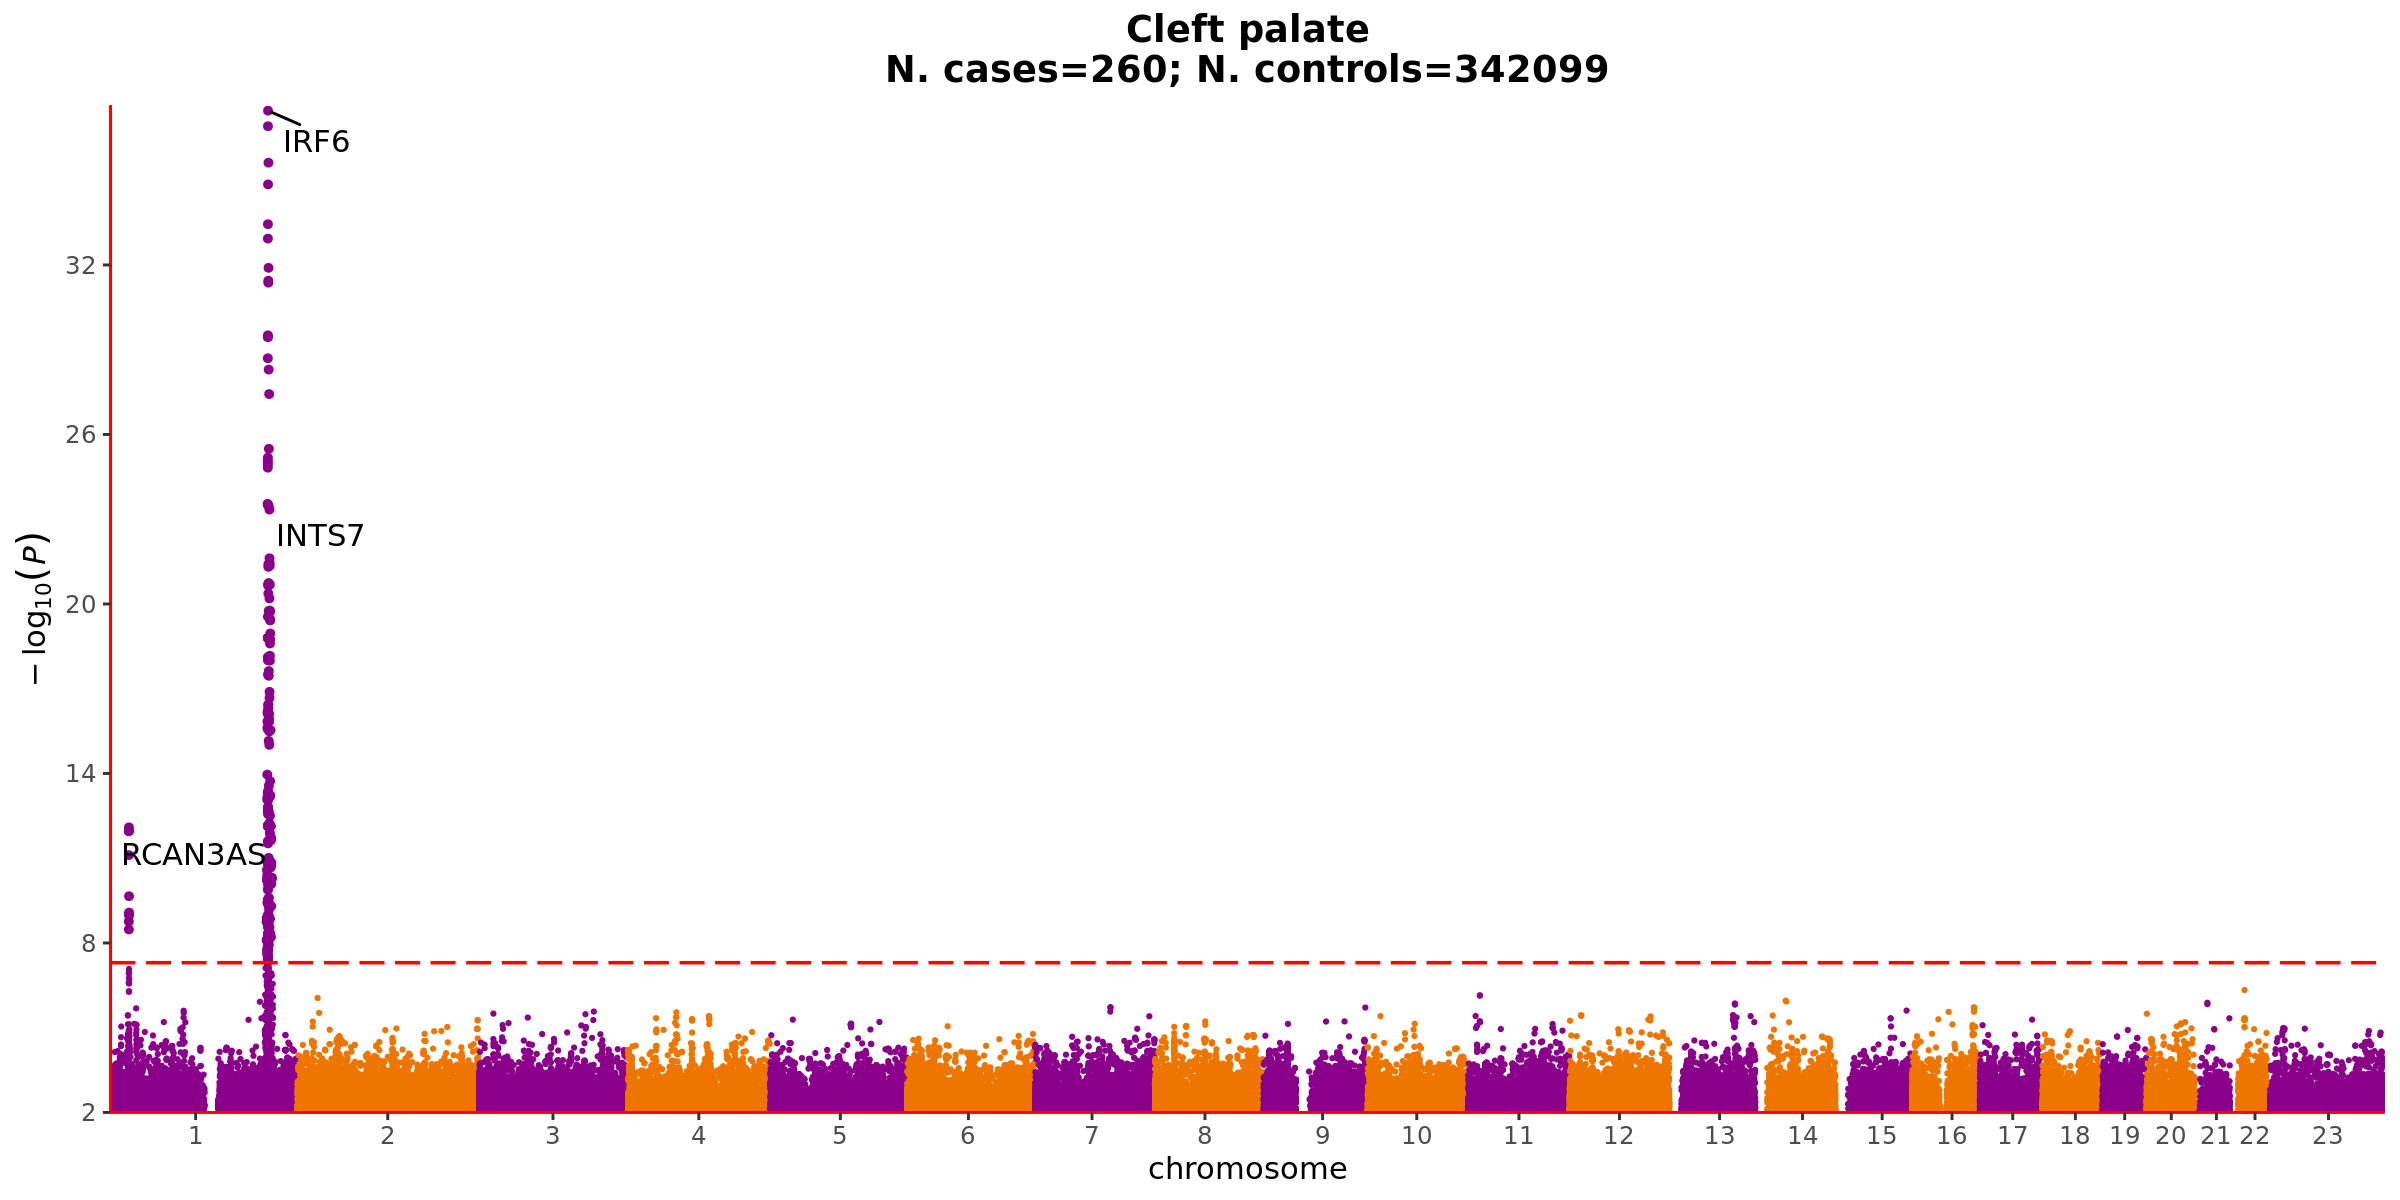 Cleft palate
N. cases=260; N. controls=342099
IRF6
32
26
INTS7
− log10(P)
20
14
RCAN3AS
8
2
1 2 3 4 5 6 7 8 9 10 11 12 13 14 15 16 17 18 19 20 21 22 23
chromosome